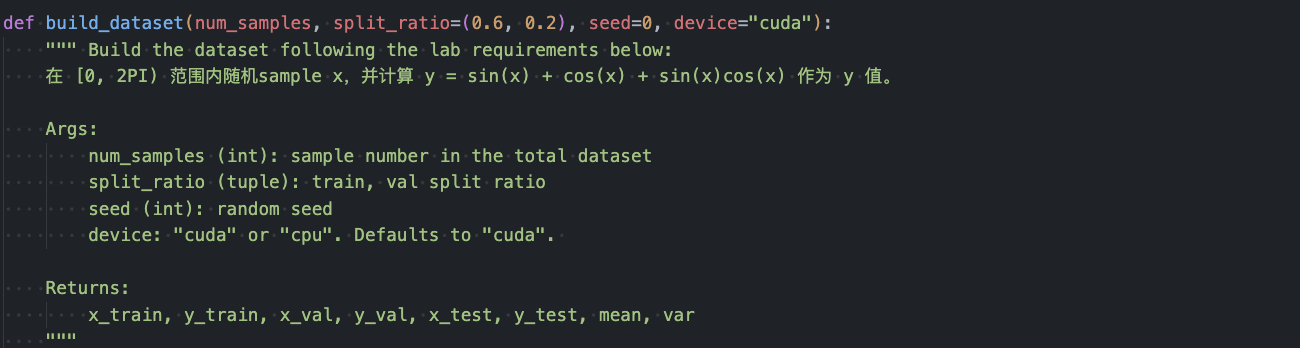 def build_dataset(num_samples, split_ratio=(0.6, 0.2), seed=0, device="cuda"):
""" Build the dataset following the lab requirements below:
在 [0, 2PI) 范围内随机sample x，并计算 y = sin(x) + cos(x) + sin(x)cos(x) 作为 y 值。
Args:
num_samples (int): sample number in the total dataset
split_ratio (tuple): train, val split ratio
seed (int): random seed
device: "cuda" or "cpu". Defaults to "cuda".
Returns:
x_train, y_train, x_val, y_val, x_test, y_test, mean, var
"""